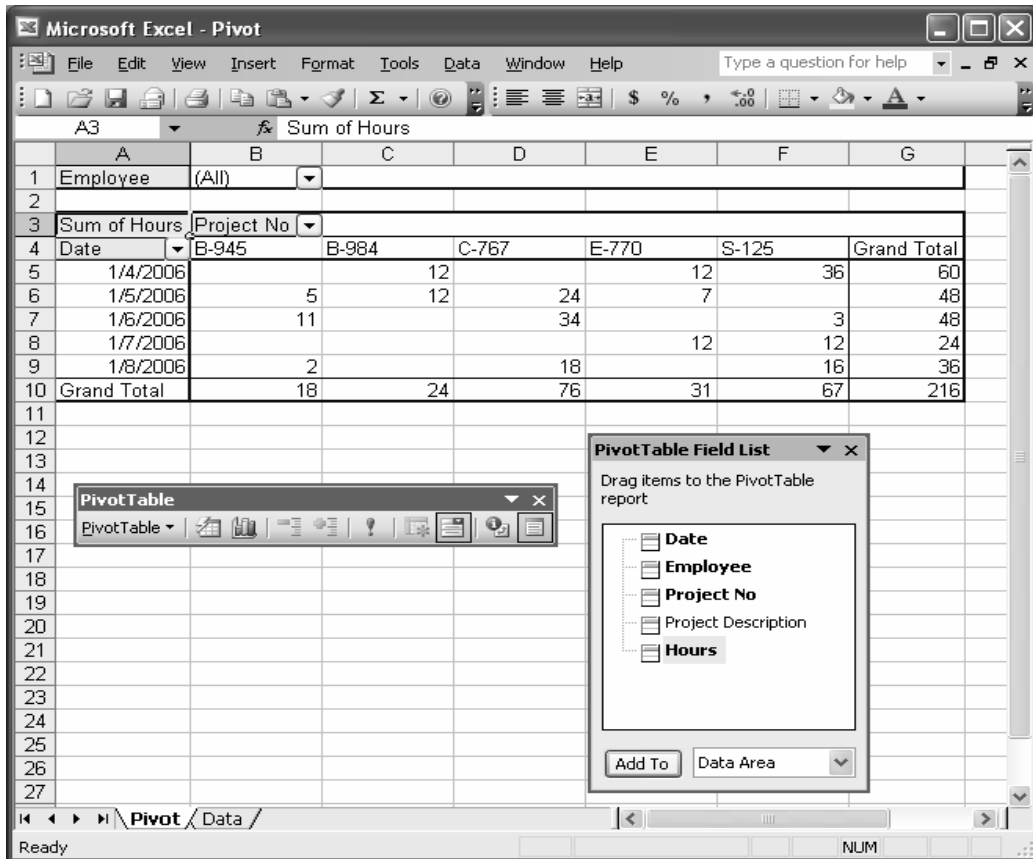 Microsoft Excel - Pivot
File Edit View Insert Format Tools Data Window Help Type a question for help
Σ $ % , A
A3 fx Sum of Hours
A B C D E F G
1 Employee (All)
2
3 Sum of Hours Project No
4 Date B-945 B-984 C-767 E-770 S-125 Grand Total
5 1/4/2006 12 12 36 60
6 1/5/2006 5 12 24 7 48
7 1/6/2006 11 34 3 48
8 1/7/2006 12 12 24
9 1/8/2006 2 18 16 36
10 Grand Total 18 24 76 31 67 216
11
12
13
14
15
16
17
18
19
20
21
22
23
24
25
26
27
PivotTable
PivotTable
PivotTable Field List
Drag items to the PivotTable
report
Date
Employee
Project No
Project Description
Hours
Add To Data Area
Pivot Data
Ready NUM